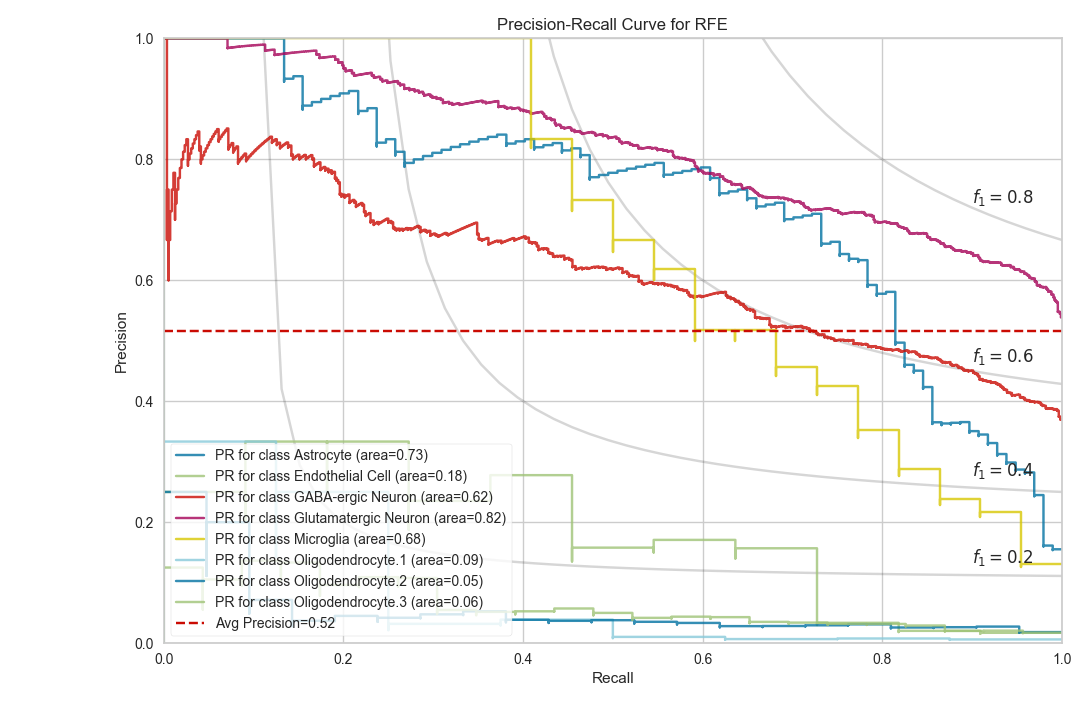 Precision-Recall Curve for RFE
1.0
0.8
0.6
0.4
0.2
0.0
Precision
f1 = 0.8
f1 = 0.6
f1 = 0.4
f1 = 0.2
PR for class Astrocyte (area=0.73)
PR for class Endothelial Cell (area=0.18)
PR for class GABA-ergic Neuron (area=0.62)
PR for class Glutamatergic Neuron (area=0.82)
PR for class Microglia (area=0.68)
PR for class Oligodendrocyte.1 (area=0.09)
PR for class Oligodendrocyte.2 (area=0.05)
PR for class Oligodendrocyte.3 (area=0.06)
Avg Precision=0.52
0.0 0.2 0.4 0.6 0.8 1.0
Recall